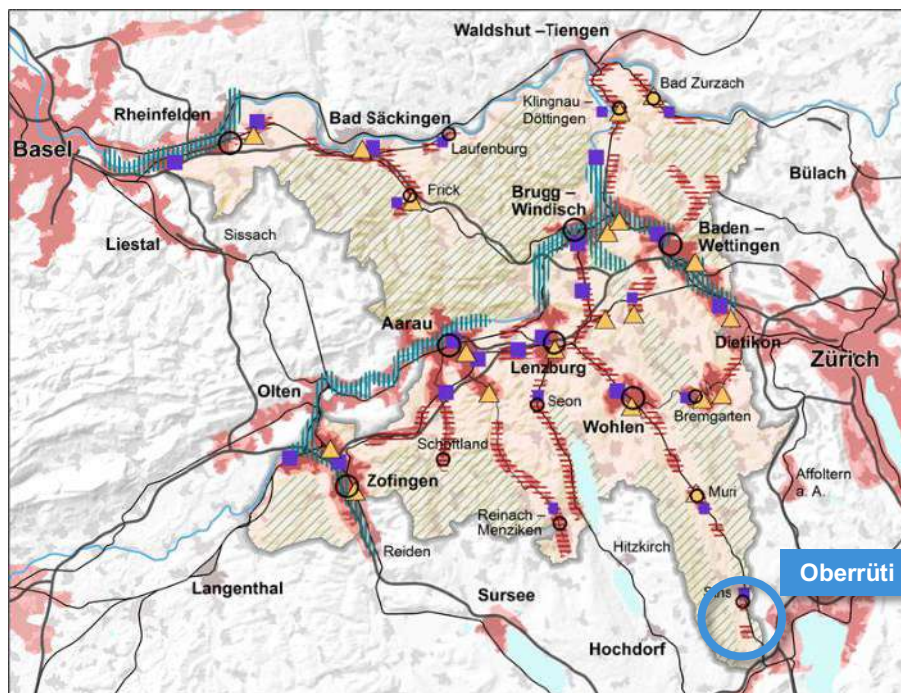 Waldshut –Tiengen
Bad Zurzach
Klingnau –
Döttingen
Rheinfelden
Bad Säckingen
Basel
Laufenburg
Bülach
Frick
Brugg –
Windisch
Baden –
Wettingen
Liestal
Sissach
Aarau
Dietikon
Zürich
Lenzburg
Olten
Seon
Wohlen
Bremgarten
Schöftland
Affoltern
a. A.
Zofingen
Muri
Reinach –
Menziken
Hitzkirch
Reiden
Oberrüti
Langenthal
Sins
Sursee
Hochdorf